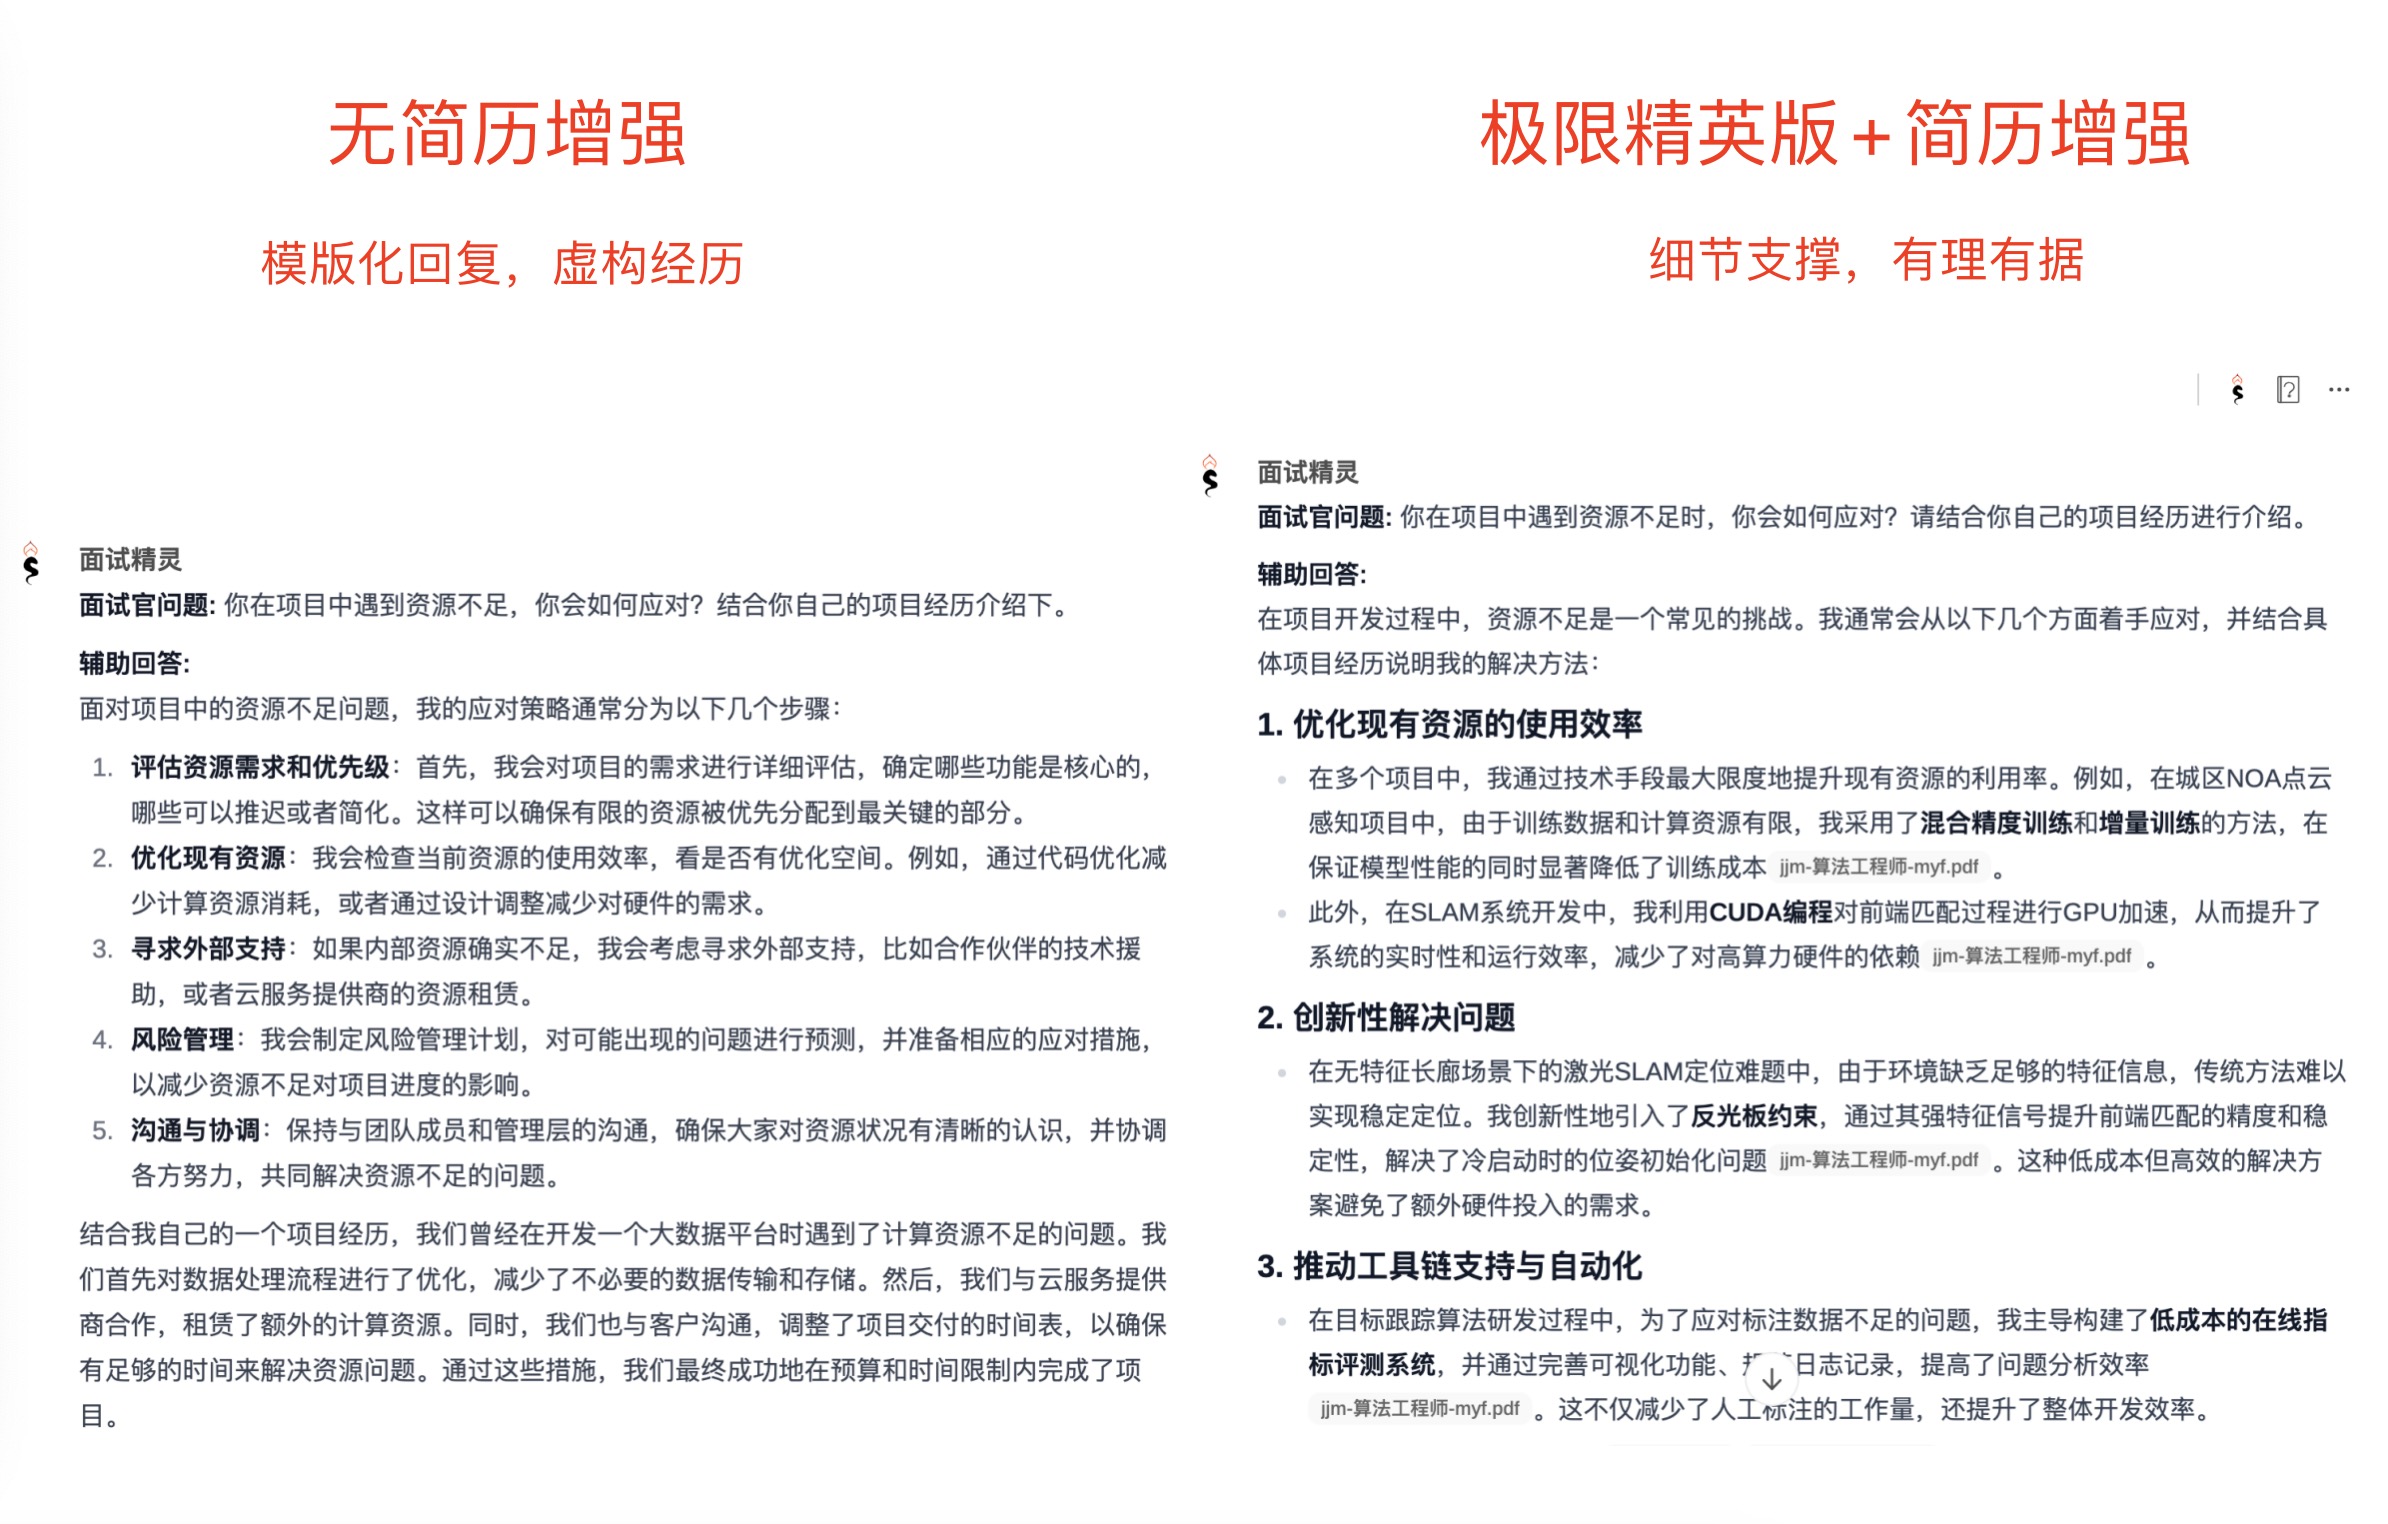 无简历增强
模版化回复，虚构经历
面试精灵
面试官问题: 你在项目中遇到资源不足，你会如何应对？结合你自己的项目经历介绍下。
辅助回答:
面对项目中的资源不足问题，我的应对策略通常分为以下几个步骤：
1. 评估资源需求和优先级：首先，我会对项目的需求进行详细评估，确定哪些功能是核心的，
哪些可以推迟或者简化。这样可以确保有限的资源被优先分配到最关键的部分。
2. 优化现有资源：我会检查当前资源的使用效率，看是否有优化空间。例如，通过代码优化减
少计算资源消耗，或者通过设计调整减少对硬件的需求。
3. 寻求外部支持：如果内部资源确实不足，我会考虑寻求外部支持，比如合作伙伴的技术援
助，或者云服务提供商的资源租赁。
4. 风险管理：我会制定风险管理计划，对可能出现的问题进行预测，并准备相应的应对措施，
以减少资源不足对项目进度的影响。
5. 沟通与协调：保持与团队成员和管理层的沟通，确保大家对资源状况有清晰的认识，并协调
各方努力，共同解决资源不足的问题。
结合我自己的一个项目经历，我们曾经在开发一个大数据平台时遇到了计算资源不足的问题。我
们首先对数据处理流程进行了优化，减少了不必要的数据传输和存储。然后，我们与云服务提供
商合作，租赁了额外的计算资源。同时，我们也与客户沟通，调整了项目交付的时间表，以确保
有足够的时间来解决资源问题。通过这些措施，我们最终成功地在预算和时间限制内完成了项
目。
极限精英版+简历增强
细节支撑，有理有据
面试精灵
面试官问题: 你在项目中遇到资源不足时，你会如何应对？请结合你自己的项目经历进行介绍。
辅助回答:
在项目开发过程中，资源不足是一个常见的挑战。我通常会从以下几个方面着手应对，并结合具
体项目经历说明我的解决方法：
1. 优化现有资源的使用效率
在多个项目中，我通过技术手段最大限度地提升现有资源的利用率。例如，在城区NOA点云
感知项目中，由于训练数据和计算资源有限，我采用了混合精度训练和增量训练的方法，在
保证模型性能的同时显著降低了训练成本 jjm-算法工程师-myf.pdf 。
此外，在SLAM系统开发中，我利用CUDA编程对前端匹配过程进行GPU加速，从而提升了
系统的实时性和运行效率，减少了对高算力硬件的依赖 jjm-算法工程师-myf.pdf 。
2. 创新性解决问题
在无特征长廊场景下的激光SLAM定位难题中，由于环境缺乏足够的特征信息，传统方法难以
实现稳定定位。我创新性地引入了反光板约束，通过其强特征信号提升前端匹配的精度和稳
定性，解决了冷启动时的位姿初始化问题 jjm-算法工程师-myf.pdf 。这种低成本但高效的解决方
案避免了额外硬件投入的需求。
3. 推动工具链支持与自动化
在目标跟踪算法研发过程中，为了应对标注数据不足的问题，我主导构建了低成本的在线指
标评测系统，并通过完善可视化功能、日志记录，提高了问题分析效率
jjm-算法工程师-myf.pdf 。这不仅减少了人工标注的工作量，还提升了整体开发效率。